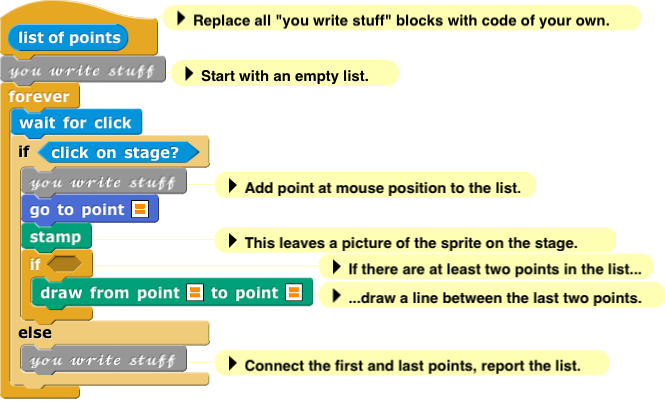 Replace all "you write stuff" blocks with code of your own.
list of points
you write stuff
Start with an empty list.
forever
wait for click
if click on stage?
you write stuff
Add point at mouse position to the list.
go to point
stamp
This leaves a picture of the sprite on the stage.
if
If there are at least two points in the list...
draw from point to point
...draw a line between the last two points.
else
you write stuff
Connect the first and last points, report the list.